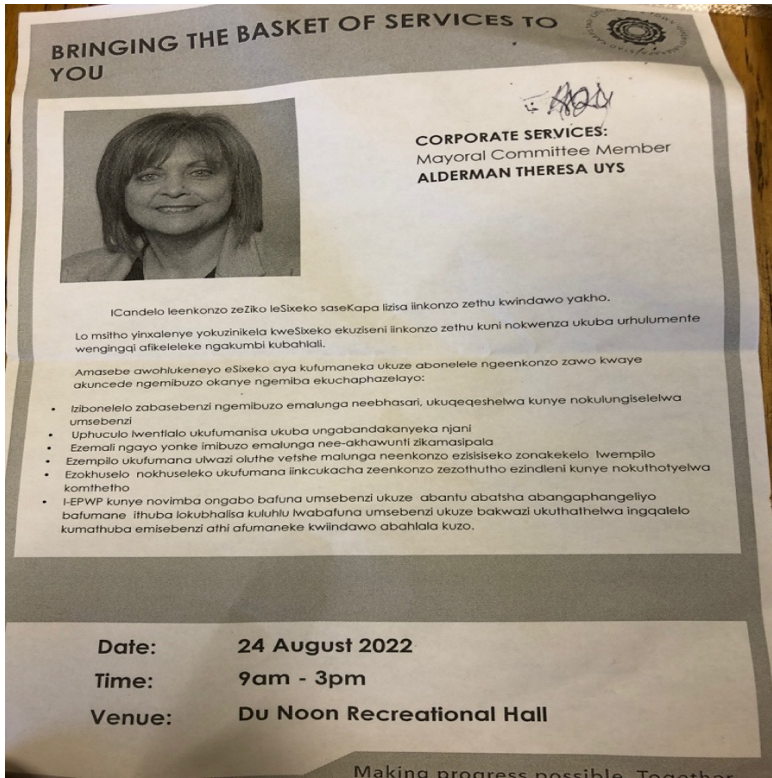 BRINGING THE BASKET OF SERVICES TO
YOU
CORPORATE SERVICES:
Mayoral Committee Member
ALDERMAN THERESA UYS
ICandelo leenkonzo zeZiko leSixeko saseKapa lizisa iinkonzo zethu kwindawo yakho.
Lo msitho yinxalenye yokuzinikela kweSixeko ekuziseni iinkonzo zethu kuni nokwenza ukuba urhulumente
wengingqi afikeleleke ngakumbi kubahlali.
Amasebe awohlukeneyo eSixeko aya kufumaneka ukuze abonelele ngeenkonzo zawo kwaye
akuncede ngemibuzo okanye ngemiba ekuchaphazelayo:
• Izibonelelo zabasebenzi ngemibuzo emalunga neebhasari, ukuqeqeshelwa kunye nokulungiselelwa
umsebenzi
• Uphuculo lwentlalo ukufumanisa ukuba ungabandakanyeka njani
• Ezemali ngayo yonke imibuzo emalunga nee-akhawunti zikamasipala
• Ezempilo ukufumana ulwazi oluthe vetshe malunga neenkonzo ezisisiseko zonakekelo lwempilo
• Ezokhuselo nokhuseleko ukufumana iinkcukacha zeenkonzo zezothutho ezindleni kunye nokuthotyelwa
komthetho
• I-EPWP kunye novimba ongabo bafuna umsebenzi ukuze abantu abatsha abangaphangeliyo
bafumane ithuba lokubhalisa kuluhlu lwabafuna umsebenzi ukuze bakwazi ukuthathelwa ingqalelo
kumathuba emisebenzi athi afumaneke kwiindawo abahlala kuzo.
Date: 24 August 2022
Time: 9am - 3pm
Venue: Du Noon Recreational Hall
Making progress possible. Together.